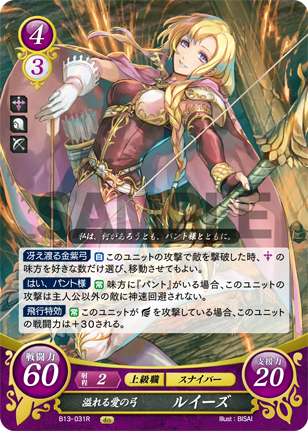 4
3
SAMPLE
私は、何があろうとも、パント様とともに。
冴え渡る金紫弓 自 このユニットの攻撃で敵を撃破した時、の
味方を好きな数だけ選び、移動させてもよい。
はい、パント様 常 味方に『パント』がいる場合、このユニットの
攻撃は主人公以外の敵に神速回避されない。
飛行特効 常 このユニットがを攻撃している場合、このユニット
の戦闘力は+30される。
戦闘力
60
射程 2 上級職 スナイパー
支援力
20
B13-031R 4th 溢れる愛の弓 ルイーズ Illust:BISAI